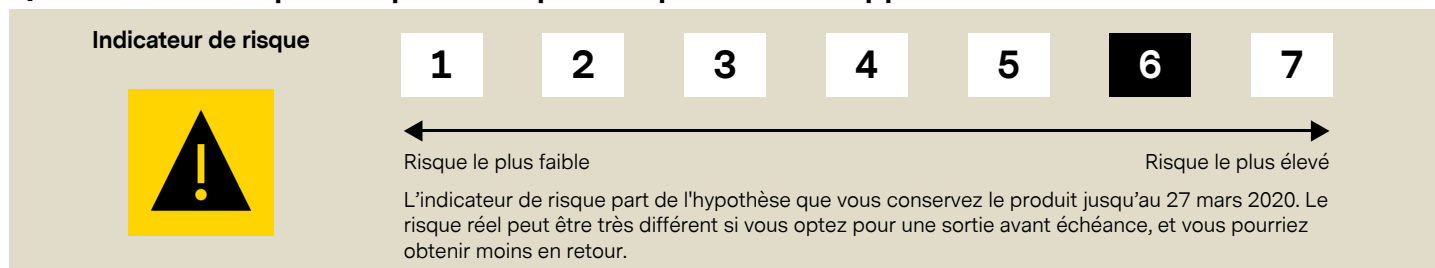 Indicateur de risque
1 2 3 4 5 6 7
Risque le plus faible
Risque le plus élevé
L'indicateur de risque part de l'hypothèse que vous conservez le produit jusqu'au 27 mars 2020. Le
risque réel peut être très différent si vous optez pour une sortie avant échéance, et vous pourriez
obtenir moins en retour.